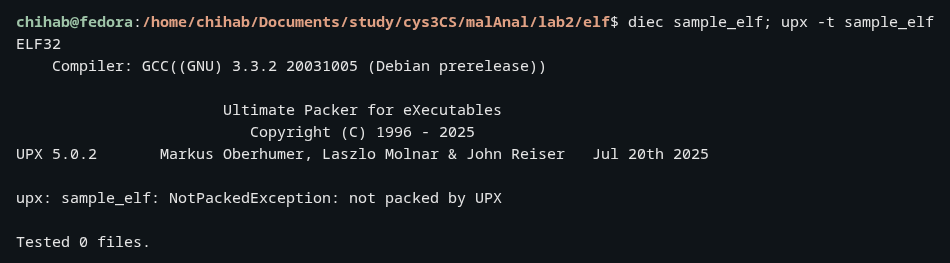 chihab@fedora:/home/chihab/Documents/study/cys3CS/malAnal/lab2/elf$ diec sample_elf; upx -t sample_elf
ELF32
    Compiler: GCC((GNU) 3.3.2 20031005 (Debian prerelease))
                       Ultimate Packer for eXecutables
                          Copyright (C) 1996 - 2025
UPX 5.0.2       Markus Oberhumer, Laszlo Molnar & John Reiser   Jul 20th 2025
upx: sample_elf: NotPackedException: not packed by UPX
Tested 0 files.